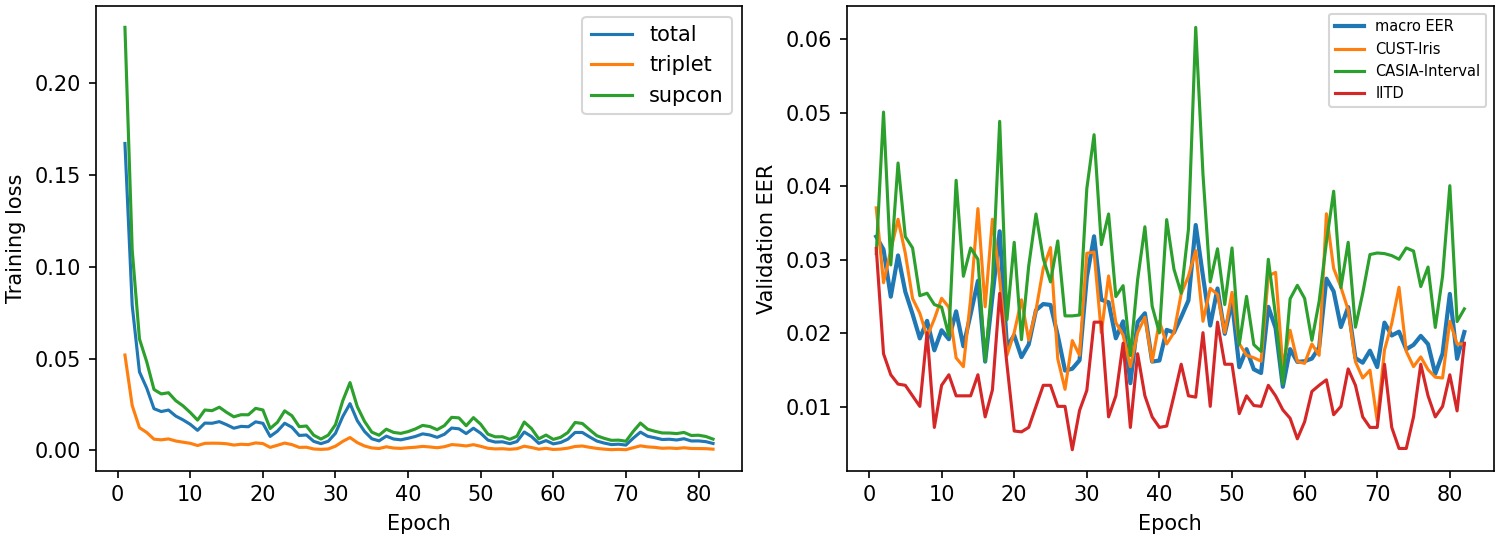 Training loss
0.20
0.15
0.10
0.05
0.00
0 10 20 30 40 50 60 70 80
Epoch
total
triplet
supcon
Validation EER
0.06
0.05
0.04
0.03
0.02
0.01
0 10 20 30 40 50 60 70 80
Epoch
macro EER
CUST-Iris
CASIA-Interval
IITD